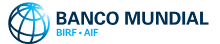 BANCO MUNDIAL
BIRF • AIF